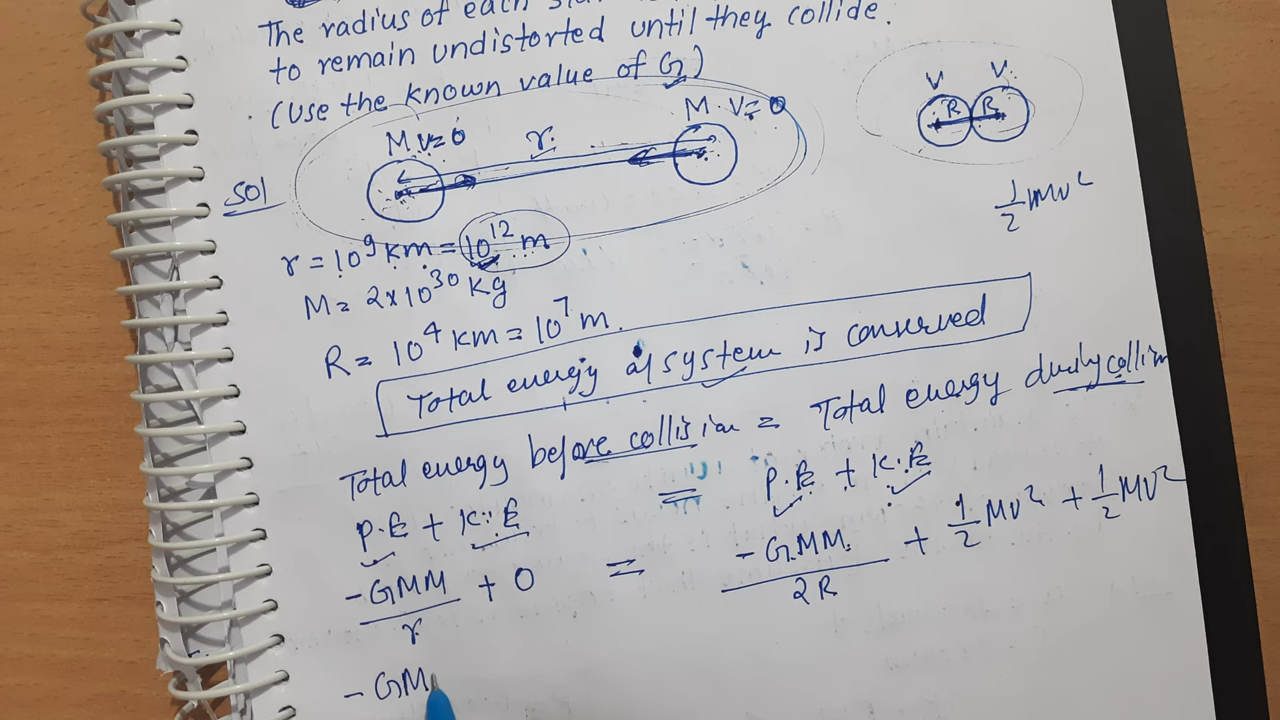 The radius of each
to remain undistorted until they collide.
(Use the known value of G)
M V=0 r. M. V=0
V V
R R
Sol
1/2 MV²
r = 10⁹ km = 10¹² m
M = 2×10³⁰ kg
R = 10⁴ km = 10⁷ m.
Total energy of system is conserved
Total energy before collision = Total energy during collision
P.E + K.E = P.E + K.E
-GMM/r + 0 = -GMM/2R + 1/2 MV² + 1/2 MV²
- GM